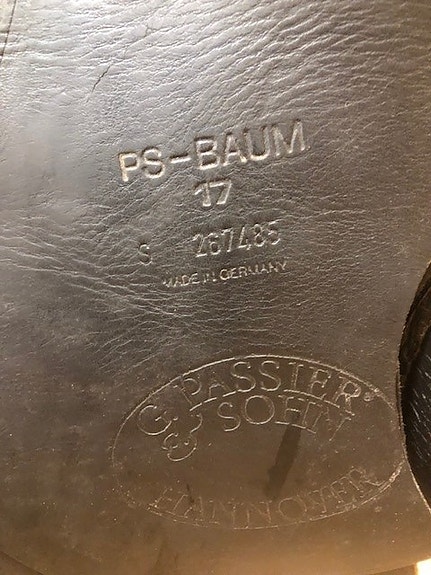 PS-BAUM
17
S 267485
MADE IN GERMANY
G. PASSIER®
& SOHN
HANNOVER